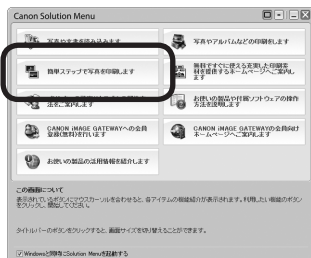 Canon Solution Menu
写真や文書を読み込みます
写真やアルバムなどの印刷をします
簡単ステップで写真を印刷します
無料ですぐに使える充実した印刷素
材を提供するホームページへご案内しま
す
法をご案内します
お使いの製品や付属ソフトウェアの操作
方法を説明します
CANON iMAGE GATEWAYへの会員
登録(無料)を行います
CANON iMAGE GATEWAYの会員向け
ホームページへご案内します
お使いの製品の活用情報を紹介します
この画面について
表示されているボタンにマウスカーソルを合わせると、各アイテムの機能紹介が表示されます。利用したい機能のボタン
をクリックし、開始してください。
タイトルバーのボタンをクリックすると、画面サイズを切り替えることができます。
Windowsと同時にSolution Menuを起動する